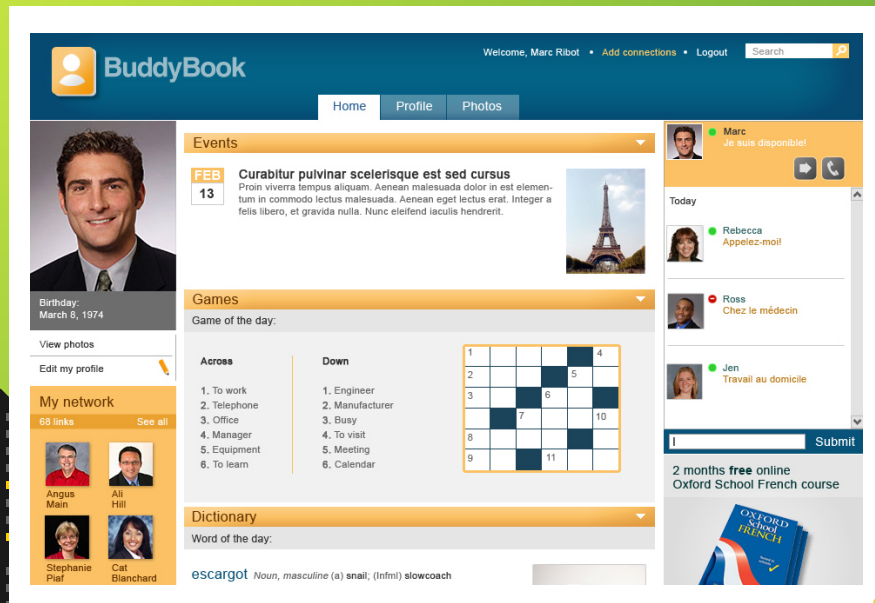 BuddyBook
Welcome, Marc Ribot • Add connections • Logout
Search
Home
Profile
Photos
Birthday:
March 8, 1974
View photos
Edit my profile
My network
68 links
See all
Angus
Main
Ali
Hill
Stephanie
Piaf
Cat
Blanchard
Events
FEB
13
Curabitur pulvinar scelerisque est sed cursus
Proin viverra tempus aliquam. Aenean malesuada dolor in est elemen-
tum in commodo lectus malesuada. Aenean eget lectus erat. Integer a
felis libero, et gravida nulla. Nunc eleifend iaculis hendrerit.
Games
Game of the day:
Across
1. To work
2. Telephone
3. Office
4. Manager
5. Equipment
6. To learn
Down
1. Engineer
2. Manufacturer
3. Busy
4. To visit
5. Meeting
6. Calendar
1 4
2 5
3 6
7 10
8
9 11
Dictionary
Word of the day:
escargot Noun, masculine (a) snail; (Infml) slowcoach
Marc
Je suis disponible!
Today
Rebecca
Appelez-moi!
Ross
Chez le médecin
Jen
Travail au domicile
Submit
2 months free online
Oxford School French course
OXFORD
School
FRENCH